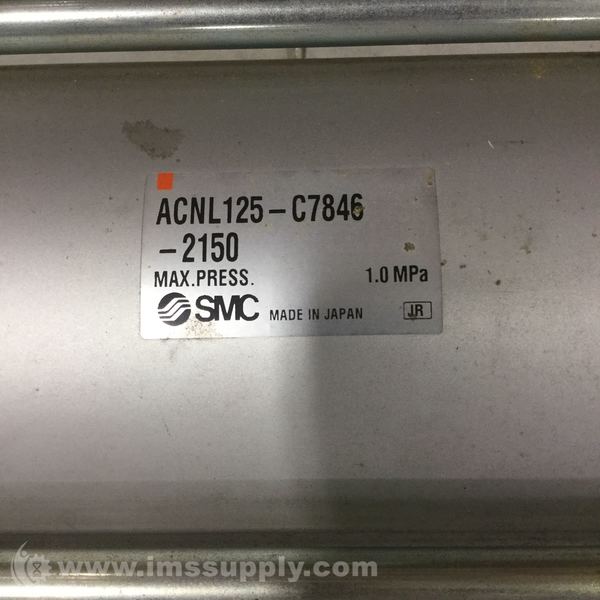 ACNL125-C7846
-2150
MAX.PRESS. 1.0 MPa
SMC MADE IN JAPAN JR
www.imssupply.com